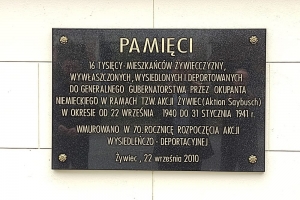 PAMIĘCI
16 TYSIĘCY MIESZKAŃCÓW ŻYWIECCZYZNY,
WYWŁASZCZONYCH, WYSIEDLONYCH I DEPORTOWANYCH
DO GENERALNEGO GUBERNATORSTWA PRZEZ OKUPANTA
NIEMIECKIEGO W RAMACH TZW. AKCJI ŻYWIEC (Aktion Saybusch)
W OKRESIE OD 22 WRZEŚNIA 1940 DO 31 STYCZNIA 1941 r.
WMUROWANO W 70. ROCZNICĘ ROZPOCZĘCIA AKCJI
WYSIEDLEŃCZO - DEPORTACYJNEJ
Żywiec, 22 września 2010